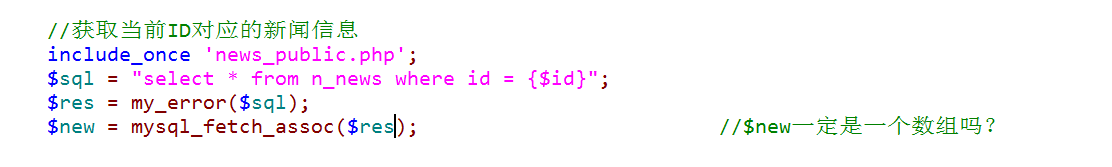 //获取当前ID对应的新闻信息
include_once 'news_public.php';
$sql = "select * from n_news where id = {$id}";
$res = my_error($sql);
$new = mysql_fetch_assoc($res); //$new一定是一个数组吗？